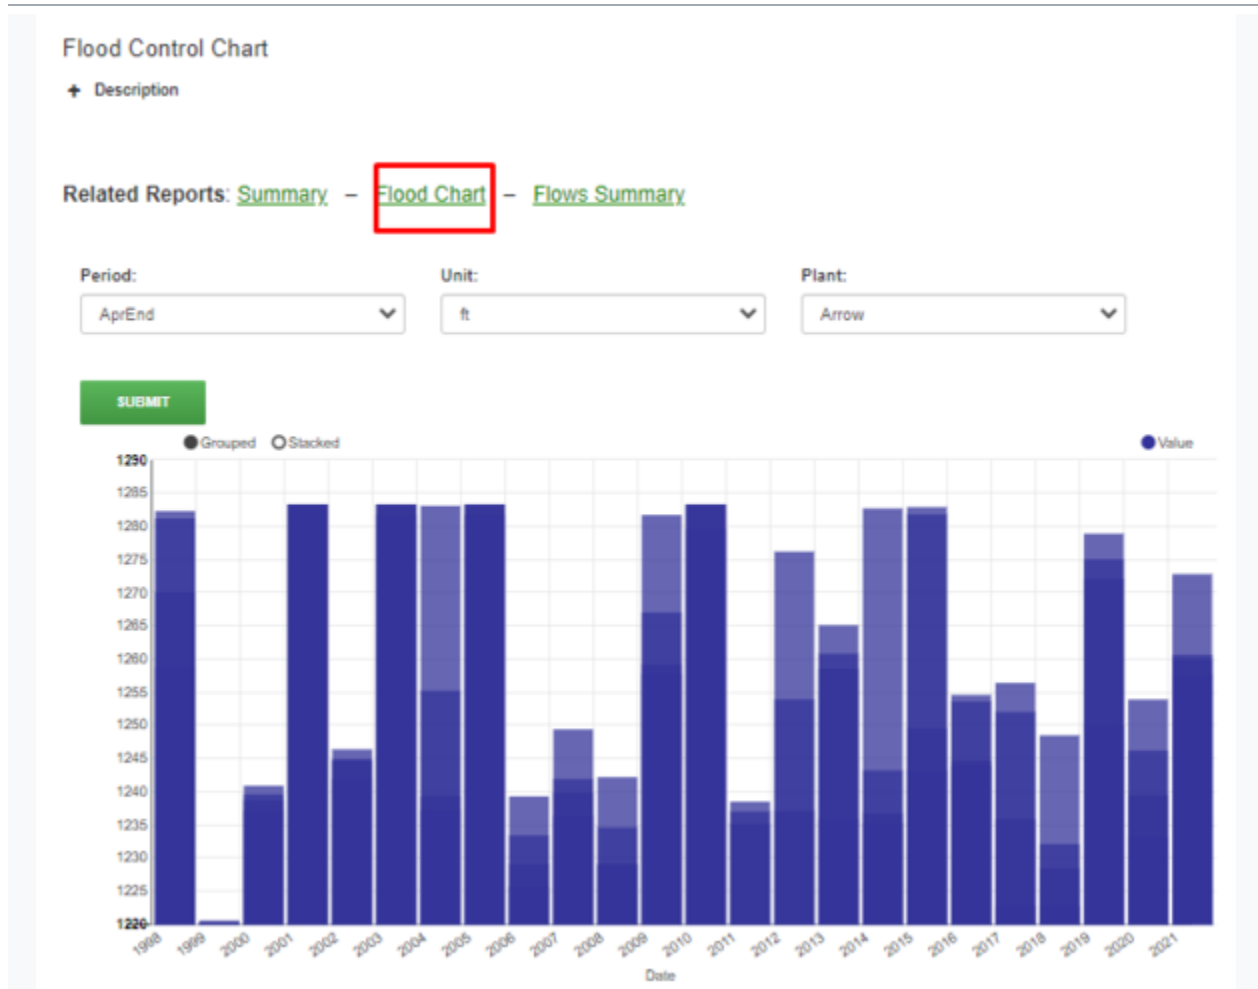 Flood Control Chart
+ Description
Related Reports: Summary – Flood Chart – Flows Summary
Period: Unit: Plant:
AprEnd ft Arrow
SUBMIT
Grouped Stacked Value
1290
1285
1280
1275
1270
1265
1260
1255
1250
1245
1240
1235
1230
1225
1220
1998 1999 2000 2001 2002 2003 2004 2005 2006 2007 2008 2009 2010 2011 2012 2013 2014 2015 2016 2017 2018 2019 2020 2021
Date